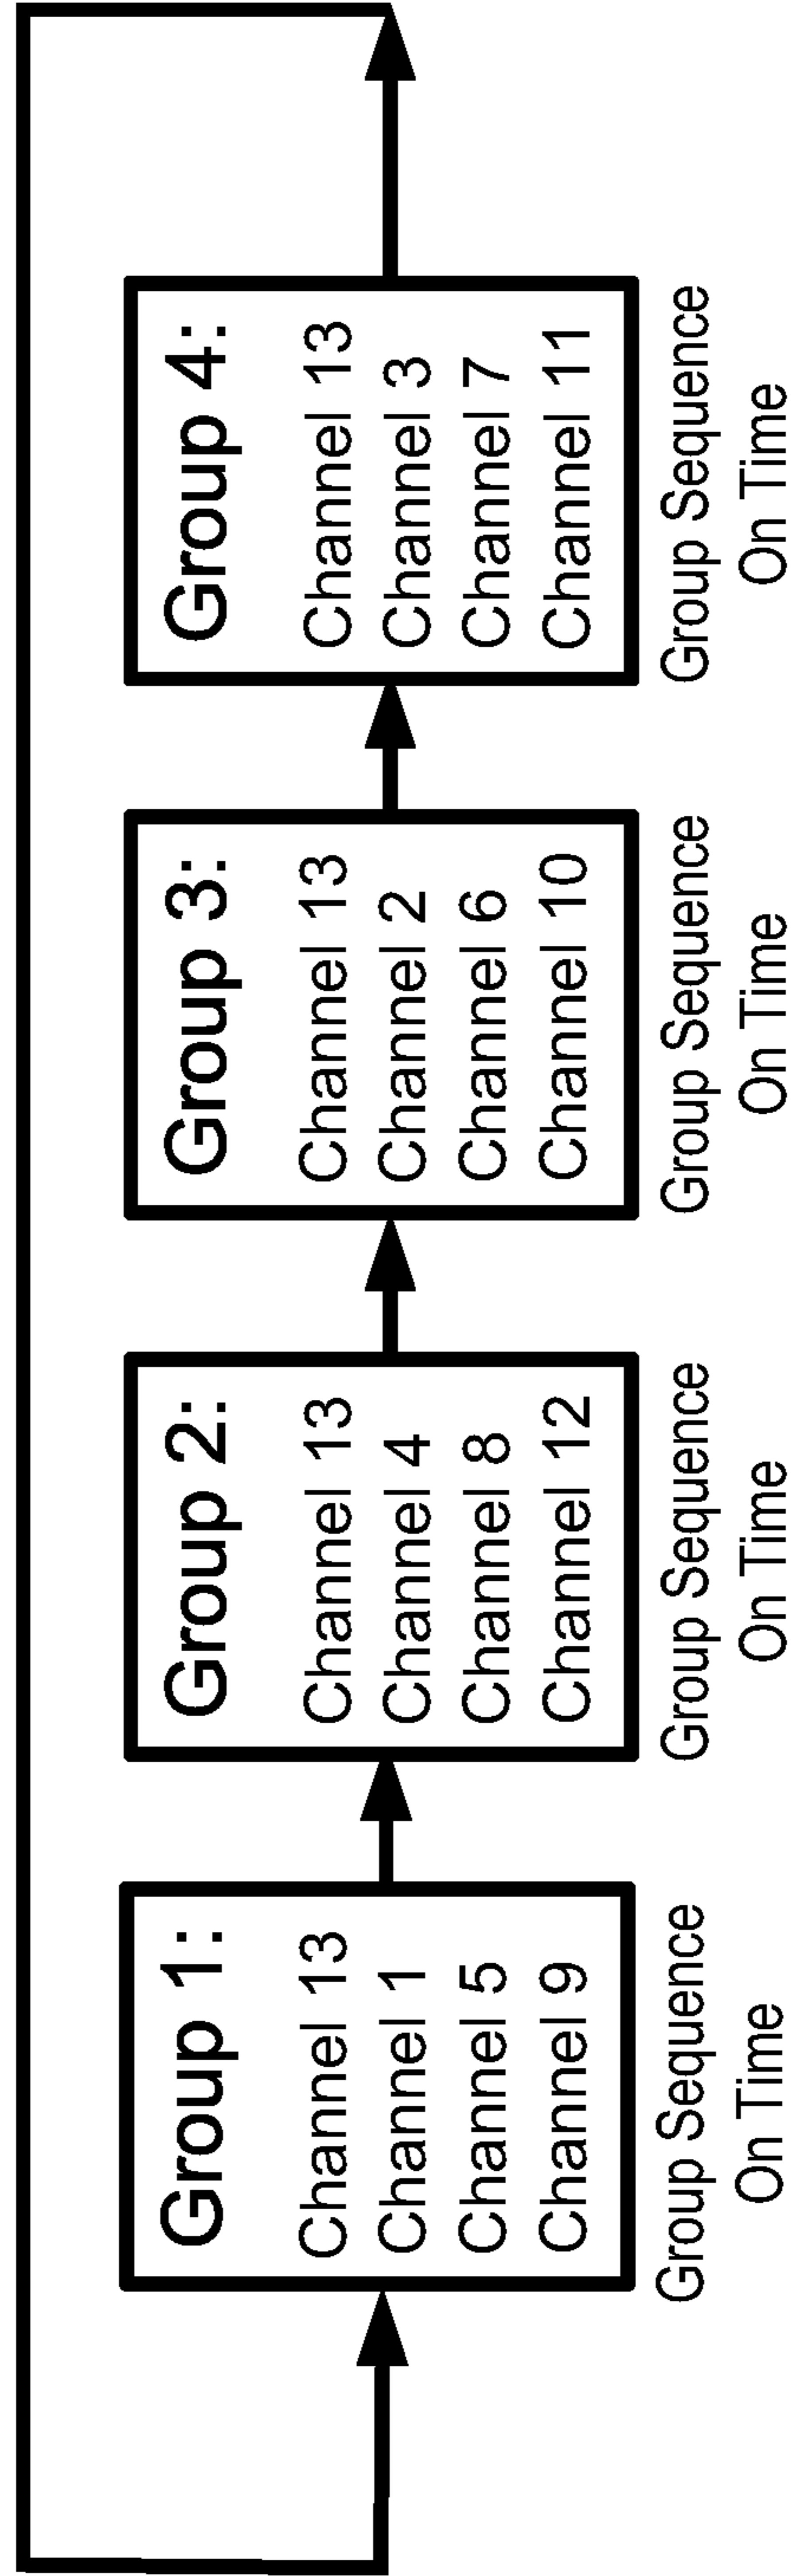 Group 1:
Channel 13
Channel 1
Channel 5
Channel 9
Group Sequence
On Time
Group 2:
Channel 13
Channel 4
Channel 8
Channel 12
Group Sequence
On Time
Group 3:
Channel 13
Channel 2
Channel 6
Channel 10
Group Sequence
On Time
Group 4:
Channel 13
Channel 3
Channel 7
Channel 11
Group Sequence
On Time